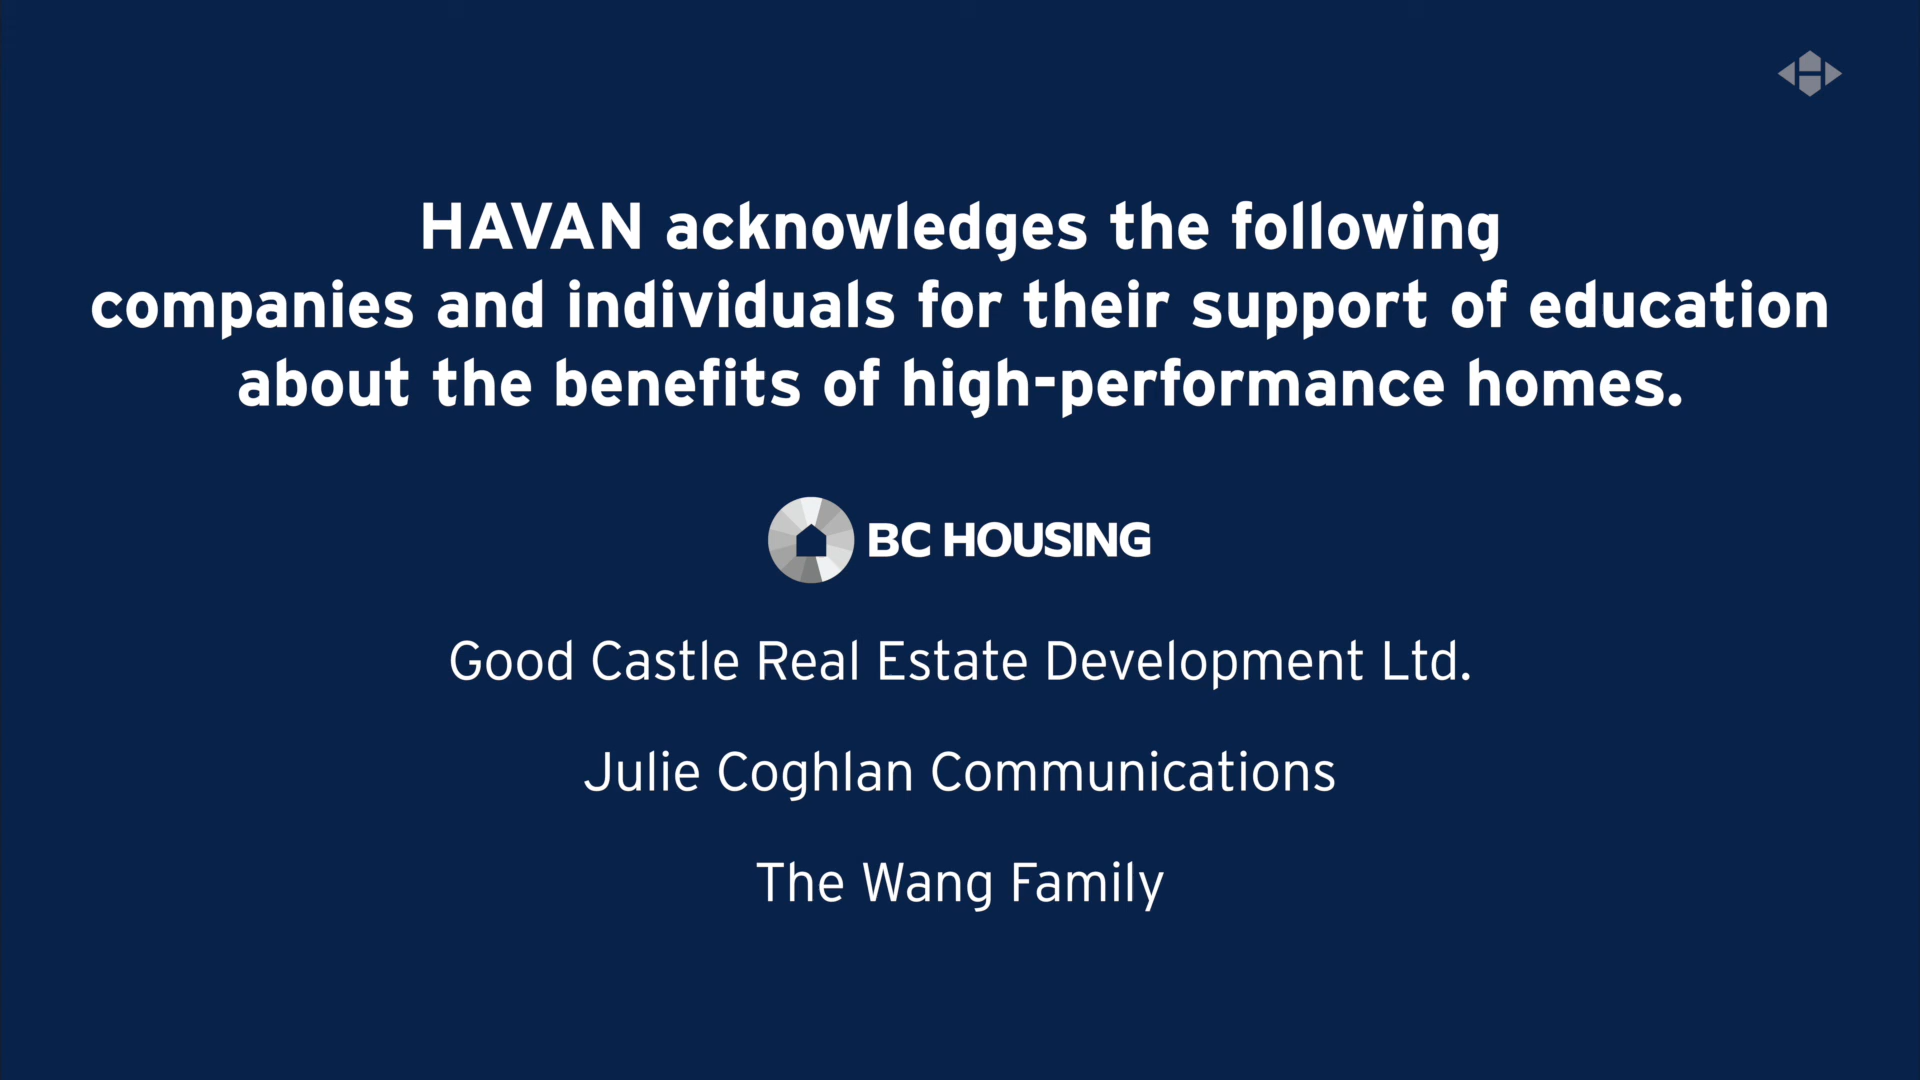 HAVAN acknowledges the following
companies and individuals for their support of education
about the benefits of high-performance homes.
BC HOUSING
Good Castle Real Estate Development Ltd.
Julie Coghlan Communications
The Wang Family